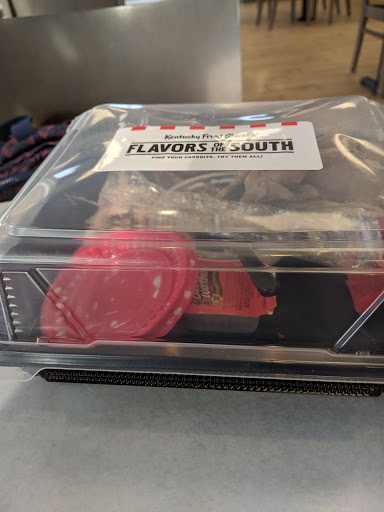 Kentucky Fried Chicken
FLAVORS OF THE SOUTH
FIND YOUR FAVORITE, TRY THEM ALL!